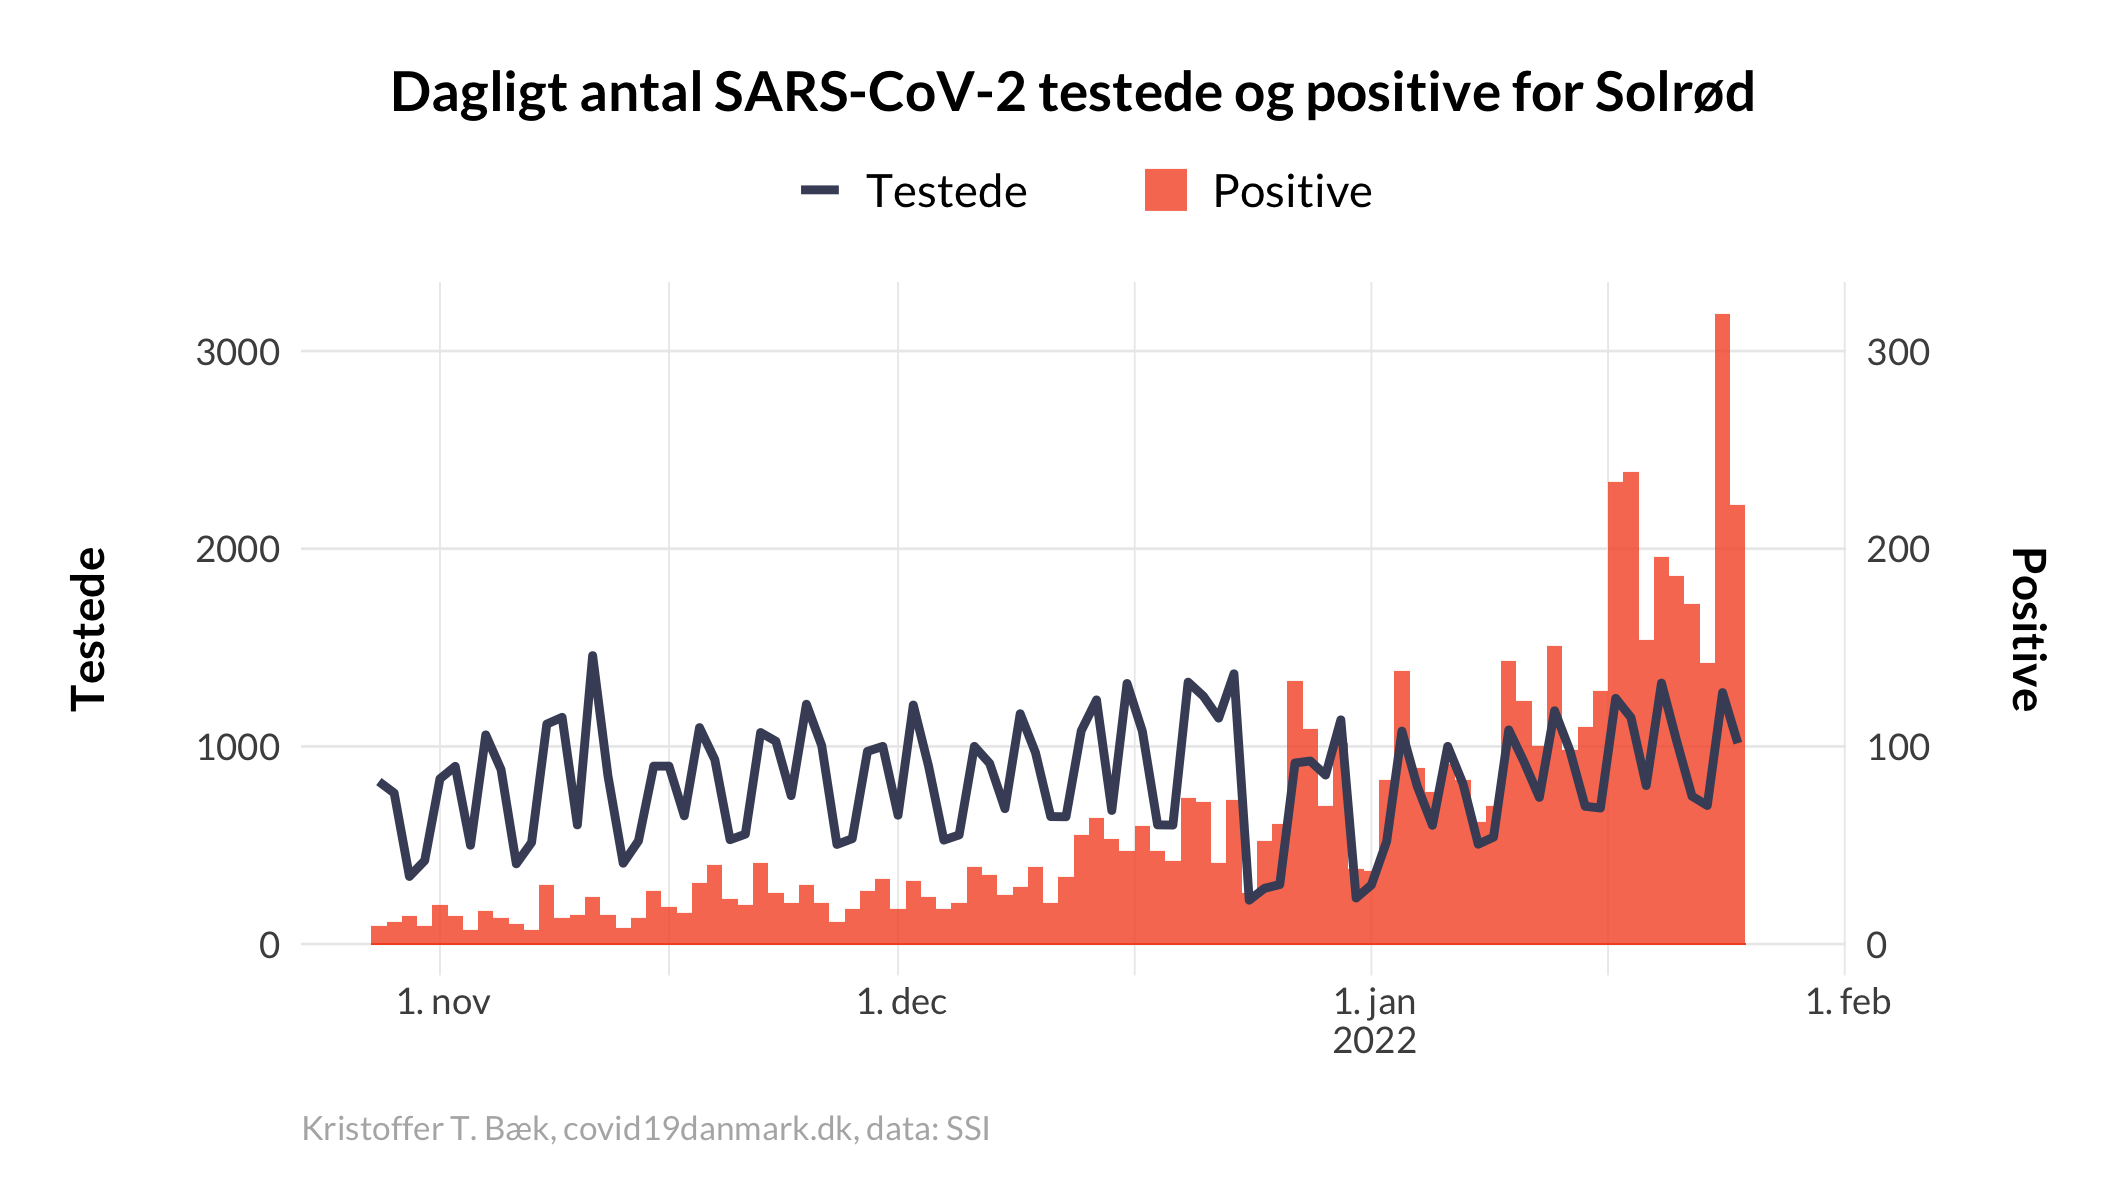 Dagligt antal SARS-CoV-2 testede og positive for Solrød
Testede Positive
3000 300
2000 200
1000 100
0 0
Testede
Positive
1. nov 1. dec 1. jan 1. feb
2022
Kristoffer T. Bæk, covid19danmark.dk, data: SSI